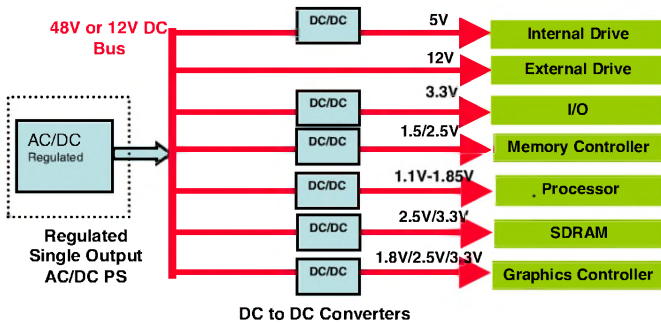 48V or 12V DC
Bus
DC/DC
5V
Internal Drive
12V
External Drive
DC/DC
3.3V
I/O
AC/DC
Regulated
DC/DC
1.5/2.5V
Memory Controller
DC/DC
1.1V-1.85V
Processor
DC/DC
2.5V/3.3V
SDRAM
DC/DC
1.8V/2.5V/3.3V
Graphics Controller
Regulated
Single Output
AC/DC PS
DC to DC Converters